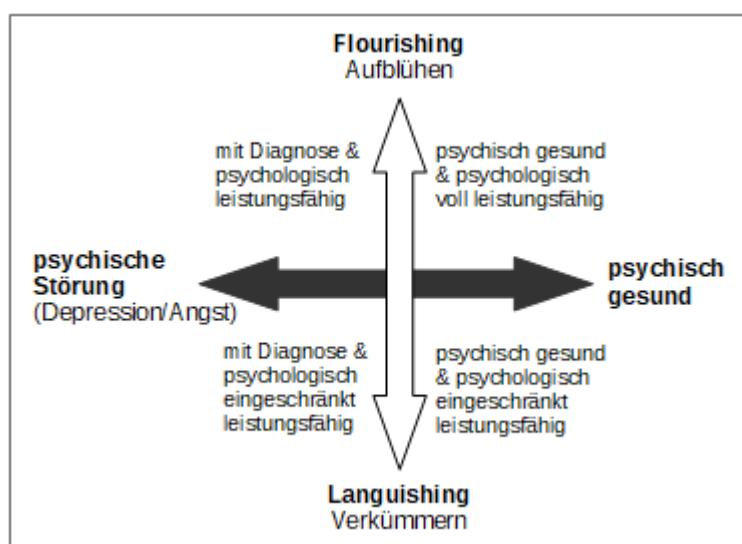 Flourishing
Aufblühen
mit Diagnose &
psychologisch
leistungsfähig
psychisch gesund
& psychologisch
voll leistungsfähig
psychische
Störung
(Depression/Angst)
psychisch
gesund
mit Diagnose &
psychologisch
eingeschränkt
leistungsfähig
psychisch gesund
& psychologisch
eingeschränkt
leistungsfähig
Languishing
Verkümmern